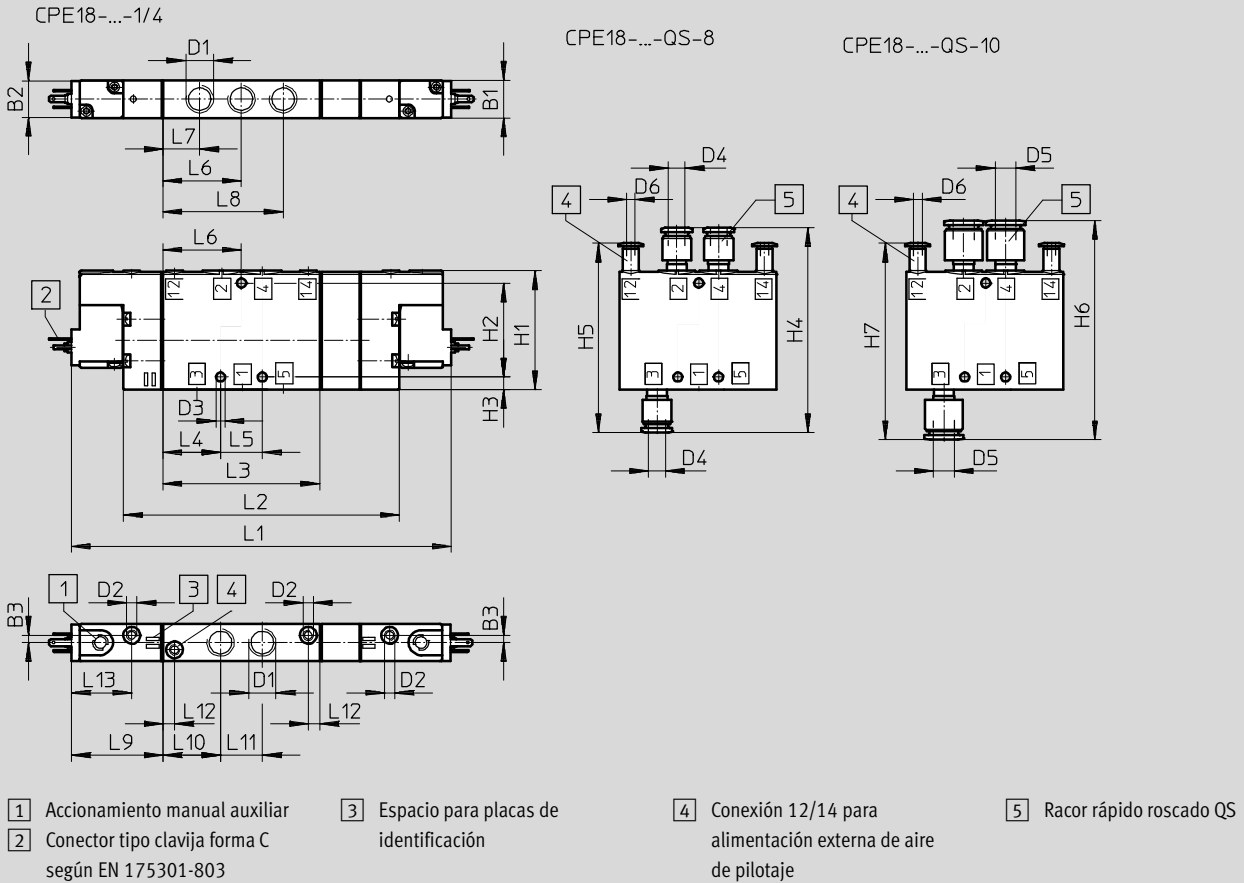 CPE18-...-1/4
CPE18-...-QS-8
CPE18-...-QS-10
D1
B2
B1
L7
L6
L8
L6
2
12
2
4
14
3
1
5
D3
H2
H1
H3
L4
L5
L3
L2
L1
D4
D6
4
5
12
2
4
14
3
1
5
H5
H4
D4
D5
D6
4
5
12
2
4
14
3
1
5
H7
H6
D5
1
D2
3
4
D2
B3
B3
L13
D1
D2
L12
L12
L9
L10
L11
1 Accionamiento manual auxiliar
2 Conector tipo clavija forma C
según EN 175301-803
3 Espacio para placas de
identificación
4 Conexión 12/14 para
alimentación externa de aire
de pilotaje
5 Racor rápido roscado QS